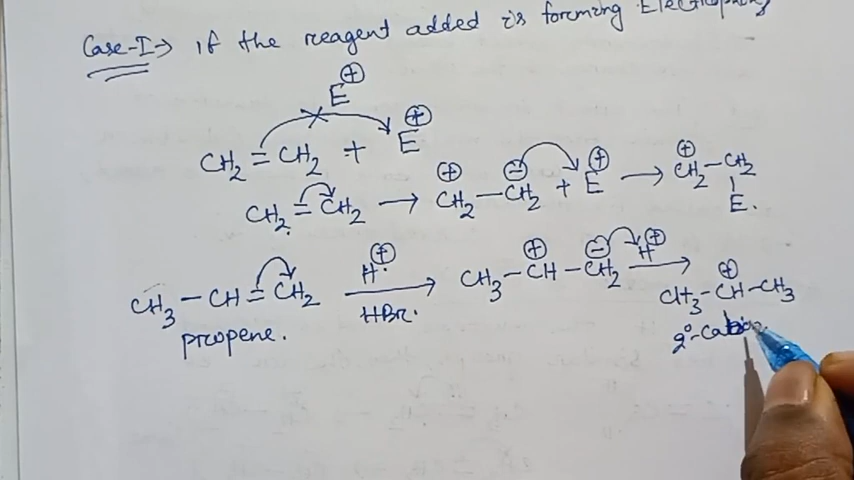 Case-I → If the reagent added is forming
E⊕
CH₂=CH₂ + E⊕
CH₂=CH₂ → ⊕CH₂–CH₂⊖ + E⊕ → ⊕CH₂–CH₂
E.
CH₃–CH=CH₂ H⊕ HBr. → CH₃–CH⊕–CH₂⊖ H⊕ → CH₃–CH⊕–CH₃
propene. 2°-